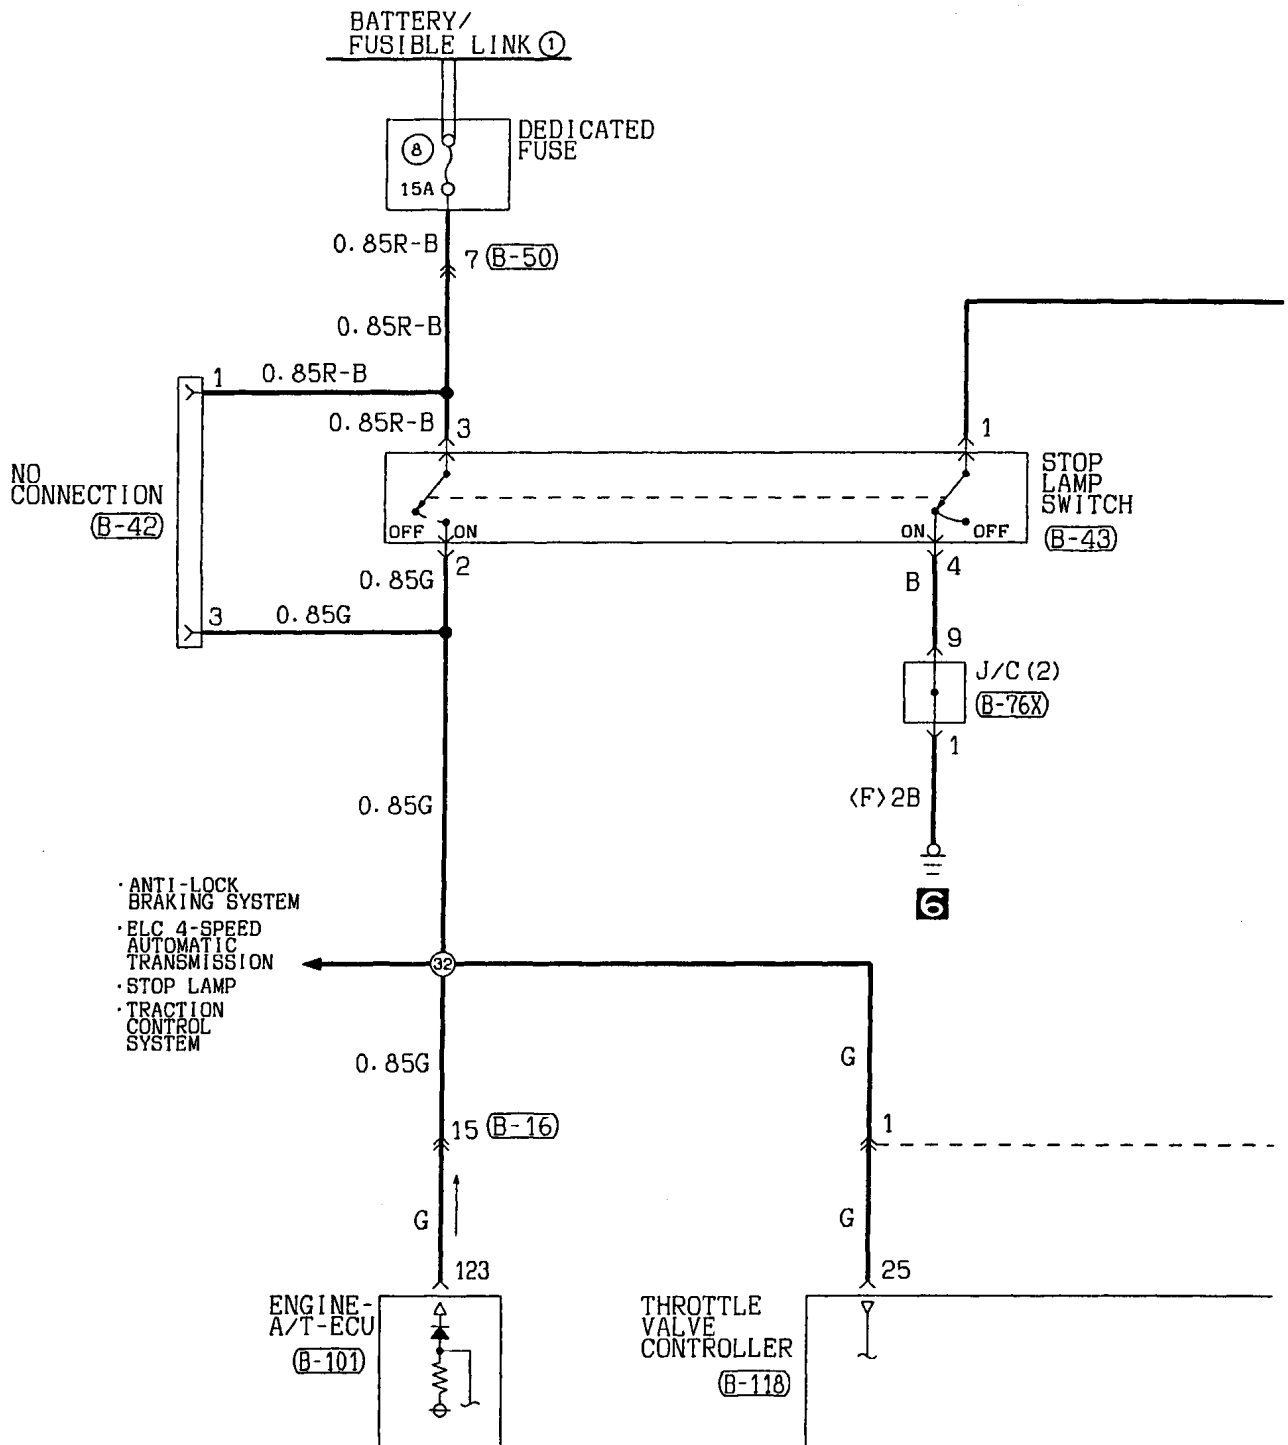 BATTERY/
FUSIBLE LINK 1
DEDICATED
FUSE
8
15A
0.85R-B
7 B-50
0.85R-B
1
0.85R-B
0.85R-B
3
1
NO
CONNECTION
B-42
STOP
LAMP
SWITCH
B-43
OFF
ON
ON
OFF
2
4
0.85G
B
3
0.85G
9
J/C(2)
B-76X
1
0.85G
<F>2B
6
·ANTI-LOCK
BRAKING SYSTEM
·ELC 4-SPEED
AUTOMATIC
TRANSMISSION
·STOP LAMP
·TRACTION
CONTROL
SYSTEM
32
0.85G
G
15 B-16
1
G
G
123
25
ENGINE-
A/T-ECU
B-101
THROTTLE
VALVE
CONTROLLER
B-118